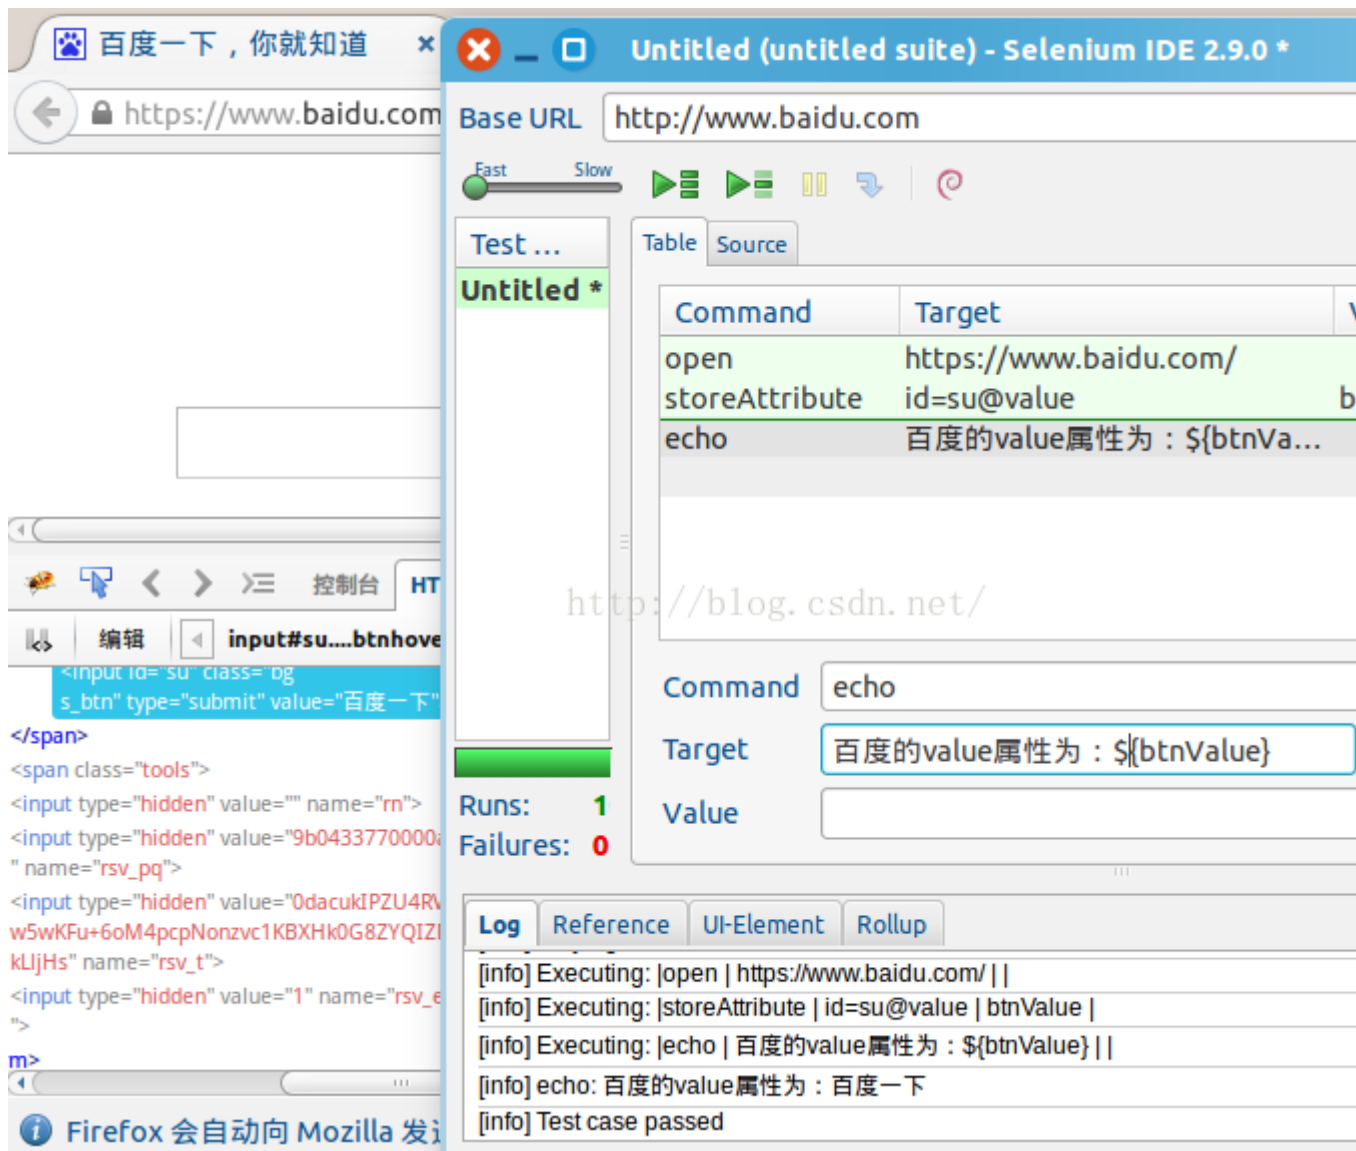 百度一下，你就知道
https://www.baidu.com
Untitled (untitled suite) - Selenium IDE 2.9.0 *
Base URL http://www.baidu.com
Fast Slow
Test ...
Untitled *
Table Source
Command Target
open https://www.baidu.com/
storeAttribute id=su@value b
echo 百度的value属性为：${btnVa...
http://blog.csdn.net/
控制台 HT
编辑 input#su....btnhove
<input id="su" class="bg
s_btn" type="submit" value="百度一下"
</span>
<span class="tools">
<input type="hidden" value="" name="rn">
<input type="hidden" value="9b0433770000
" name="rsv_pq">
<input type="hidden" value="0dacukIPZU4RV
w5wKFu+6oM4pcpNonzvc1KBXHk0G8ZYQIZ
kLljHs" name="rsv_t">
<input type="hidden" value="1" name="rsv_e
">
m>
Firefox 会自动向 Mozilla 发
Command echo
Target 百度的value属性为：${btnValue}
Value
Runs: 1
Failures: 0
Log Reference UI-Element Rollup
[info] Executing: |open | https://www.baidu.com/ | |
[info] Executing: |storeAttribute | id=su@value | btnValue |
[info] Executing: |echo | 百度的value属性为：${btnValue} | |
[info] echo: 百度的value属性为：百度一下
[info] Test case passed